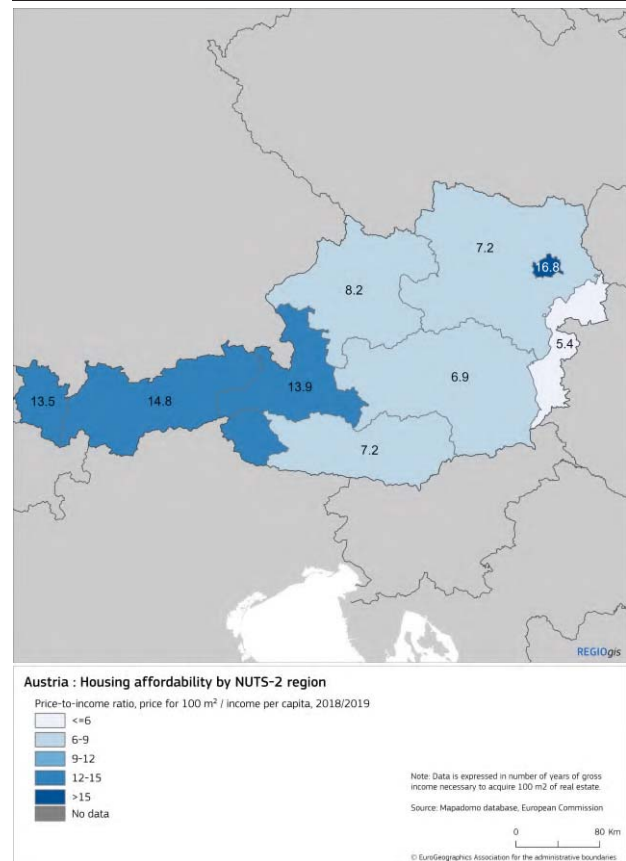 7.2
16.8
8.2
5.4
13.9
6.9
13.5
14.8
7.2
REGIOgis
Austria : Housing affordability by NUTS-2 region
Price-to-income ratio, price for 100 m² / income per capita, 2018/2019
<=6
6-9
9-12
12-15
>15
No data
Note: Data is expressed in number of years of gross
income necessary to acquire 100 m2 of real estate.
Source: Mapadomo database, European Commission
0 80 Km
© EuroGeographics Association for the administrative boundaries